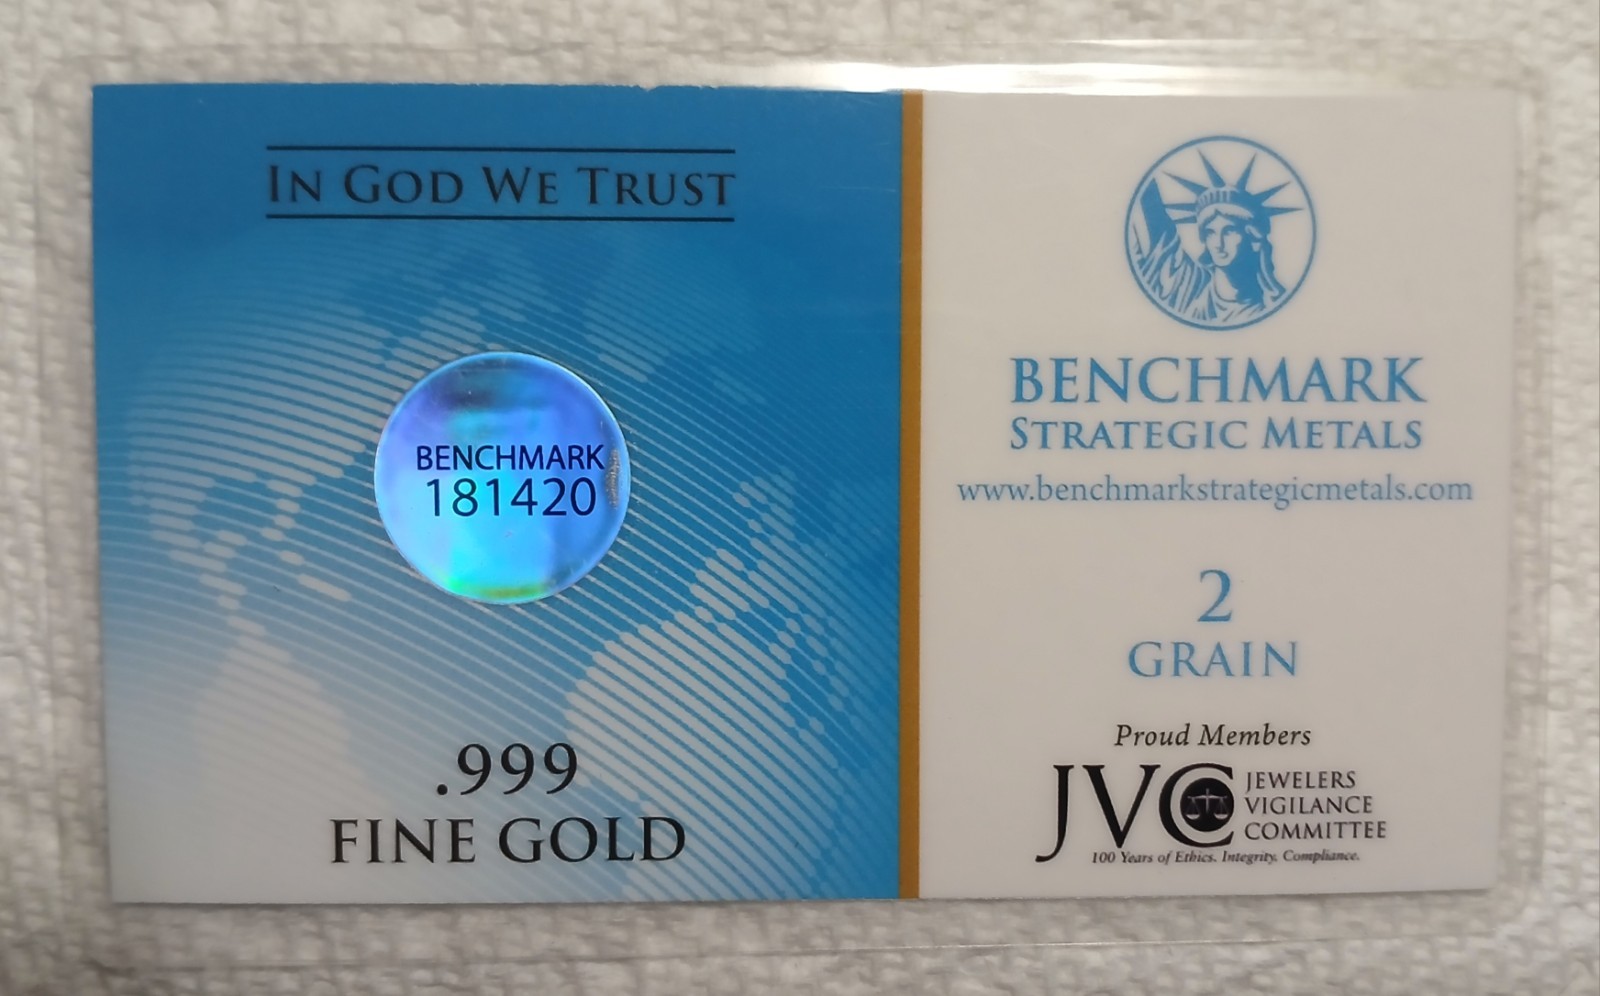 IN GOD WE TRUST
BENCHMARK
181420
.999
FINE GOLD
BENCHMARK
STRATEGIC METALS
www.benchmarkstrategicmetals.com
2
GRAIN
Proud Members
JVC JEWELERS
VIGILANCE
COMMITTEE
100 Years of Ethics. Integrity. Compliance.